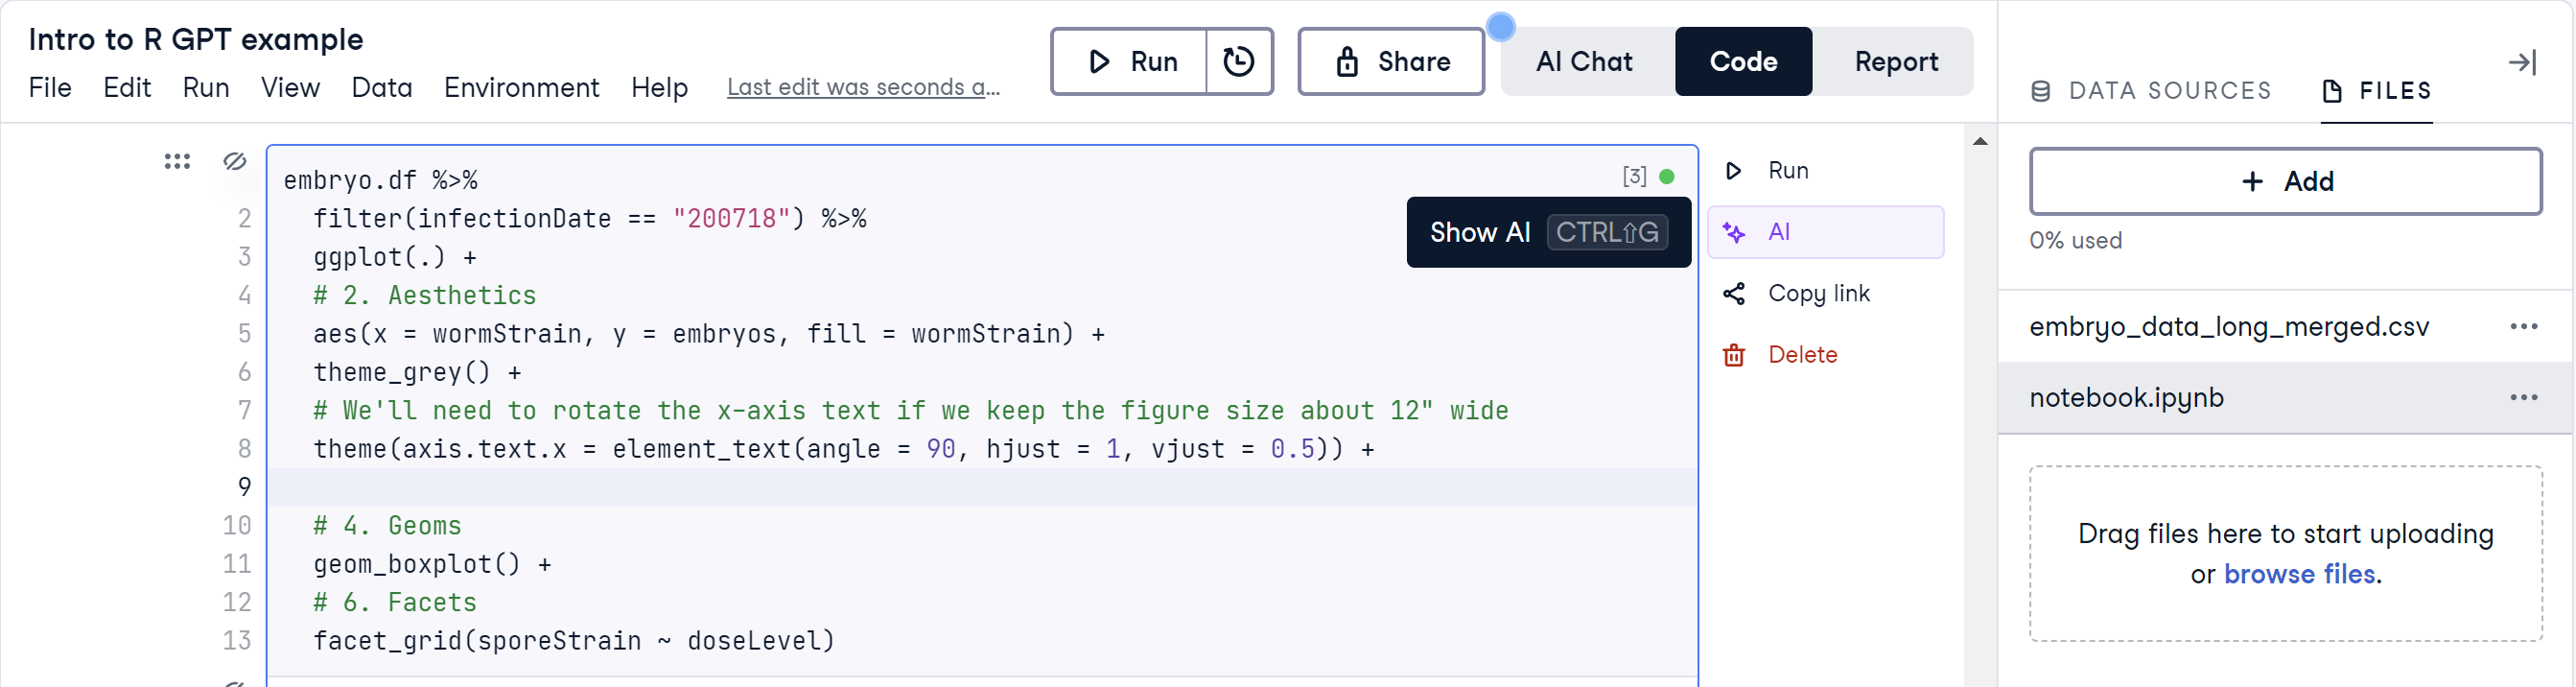 Intro to R GPT example
File Edit Run View Data Environment Help Last edit was seconds a...
Run
Share
AI Chat Code Report
DATA SOURCES FILES
embryo.df %>%
[3]
2 filter(infectionDate == "200718") %>%
3 ggplot(.) +
4 # 2. Aesthetics
5 aes(x = wormStrain, y = embryos, fill = wormStrain) +
6 theme_grey() +
7 # We'll need to rotate the x-axis text if we keep the figure size about 12" wide
8 theme(axis.text.x = element_text(angle = 90, hjust = 1, vjust = 0.5)) +
9
10 # 4. Geoms
11 geom_boxplot() +
12 # 6. Facets
13 facet_grid(sporeStrain ~ doseLevel)
Show AI CTRL⇧G
Run
AI
Copy link
Delete
+ Add
0% used
embryo_data_long_merged.csv
notebook.ipynb
Drag files here to start uploading
or browse files.